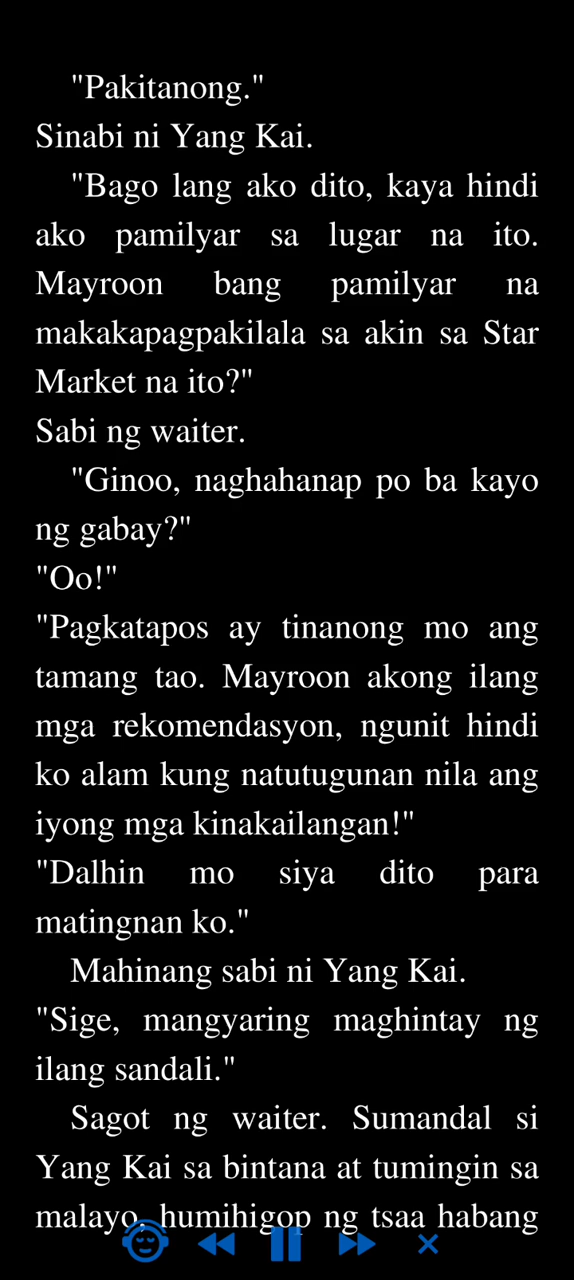 "Pakitanong."
Sinabi ni Yang Kai.
"Bago lang ako dito, kaya hindi
ako pamilyar sa lugar na ito.
Mayroon bang pamilyar na
makakapagpakilala sa akin sa Star
Market na ito?"
Sabi ng waiter.
"Ginoo, naghahanap po ba kayo
ng gabay?"
"Oo!"
"Pagkatapos ay tinanong mo ang
tamang tao. Mayroon akong ilang
mga rekomendasyon, ngunit hindi
ko alam kung natutugunan nila ang
iyong mga kinakailangan!"
"Dalhin mo siya dito para
matingnan ko."
Mahinang sabi ni Yang Kai.
"Sige, mangyaring maghintay ng
ilang sandali."
Sagot ng waiter. Sumandal si
Yang Kai sa bintana at tumingin sa
malayo, humihigop ng tsaa habang